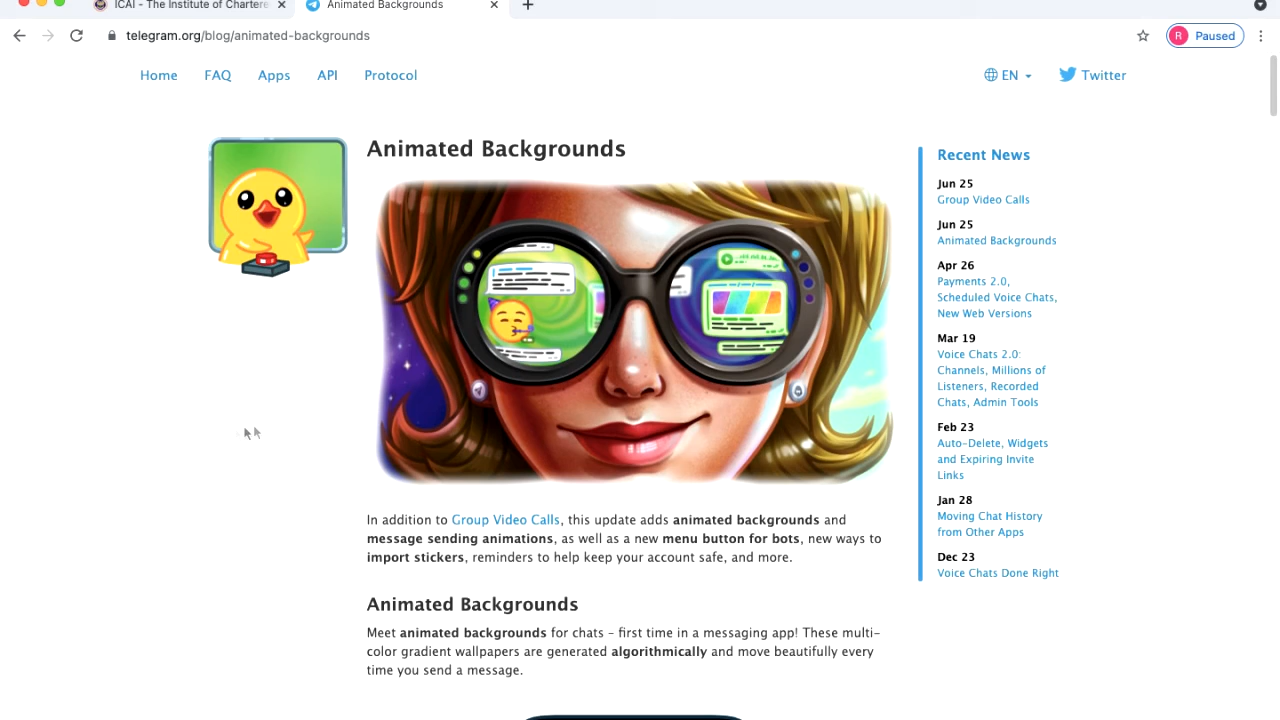 ICAI - The Institute of Chartere
Animated Backgrounds
telegram.org/blog/animated-backgrounds
R Paused
Home FAQ Apps API Protocol
EN Twitter
Animated Backgrounds
In addition to Group Video Calls, this update adds animated backgrounds and
message sending animations, as well as a new menu button for bots, new ways to
import stickers, reminders to help keep your account safe, and more.
Animated Backgrounds
Meet animated backgrounds for chats – first time in a messaging app! These multi-
color gradient wallpapers are generated algorithmically and move beautifully every
time you send a message.
Recent News
Jun 25
Group Video Calls
Jun 25
Animated Backgrounds
Apr 26
Payments 2.0,
Scheduled Voice Chats,
New Web Versions
Mar 19
Voice Chats 2.0:
Channels, Millions of
Listeners, Recorded
Chats, Admin Tools
Feb 23
Auto-Delete, Widgets
and Expiring Invite
Links
Jan 28
Moving Chat History
from Other Apps
Dec 23
Voice Chats Done Right